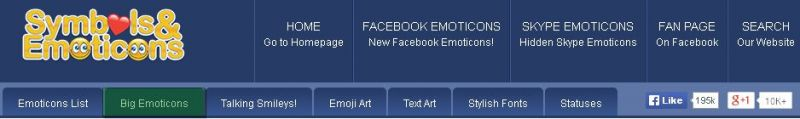 Symbols&
Emoticons
HOME
Go to Homepage
FACEBOOK EMOTICONS
New Facebook Emoticons!
SKYPE EMOTICONS
Hidden Skype Emoticons
FAN PAGE
On Facebook
SEARCH
Our Website
Emoticons List
Big Emoticons
Talking Smileys!
Emoji Art
Text Art
Stylish Fonts
Statuses
f Like 195k
g+1 10K+